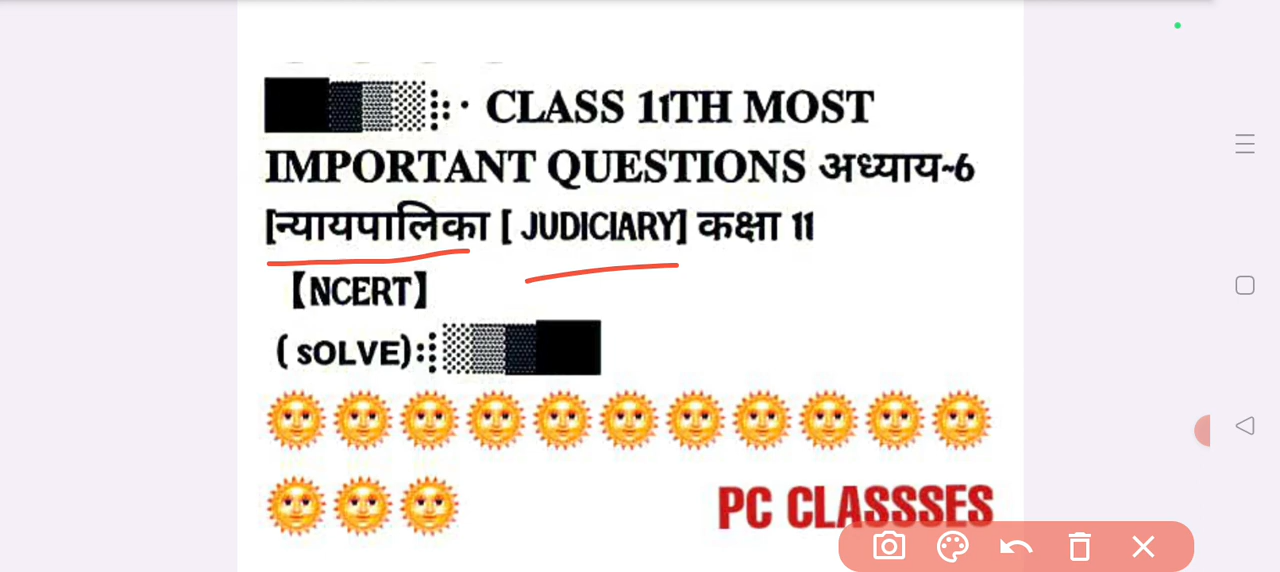 CLASS 11TH MOST
IMPORTANT QUESTIONS अध्याय-6
[न्यायपालिका [ JUDICIARY] कक्षा 11
【NCERT】
( sOLVE)
PC CLASSSES